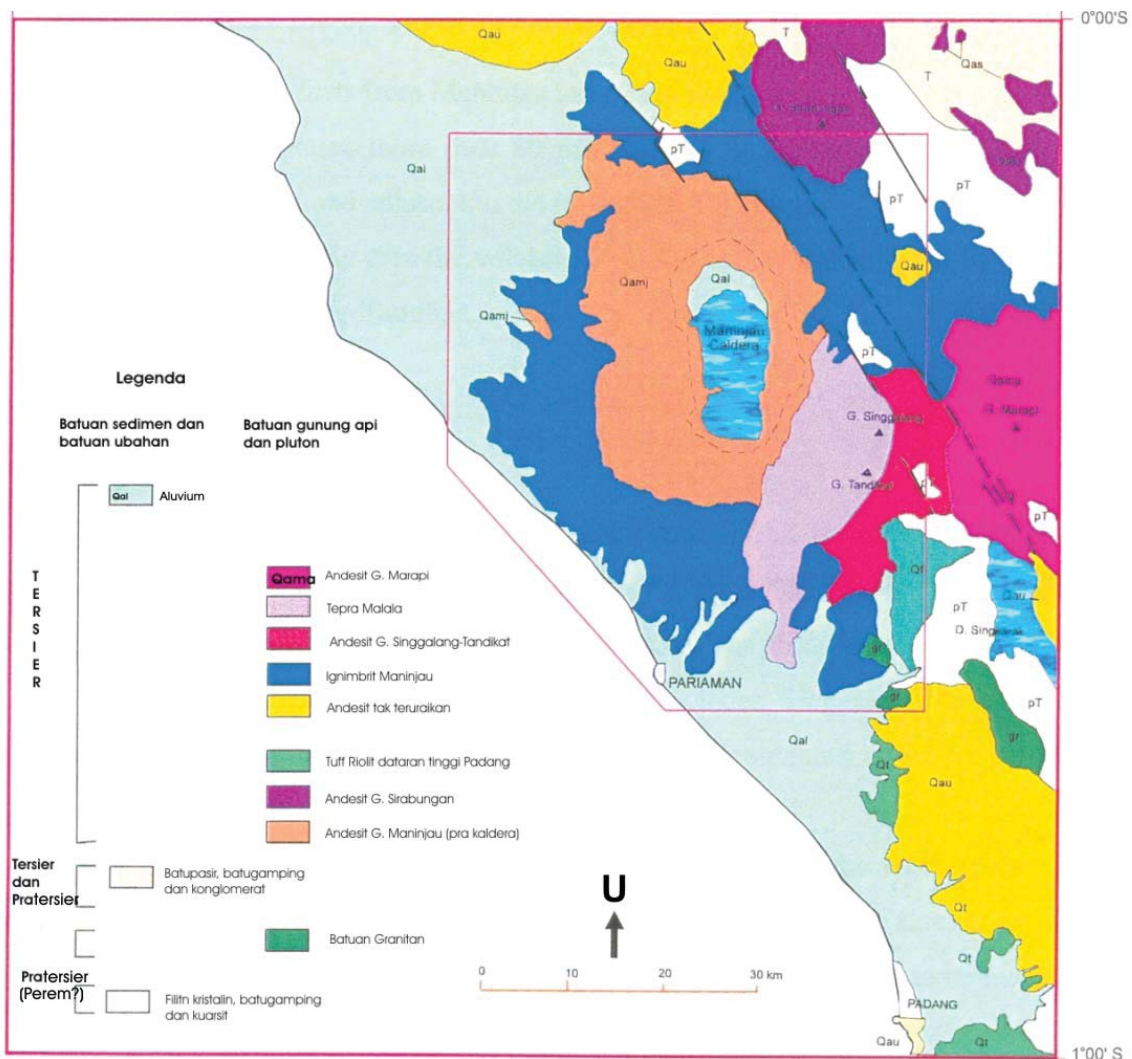 0°00'S
Qau
Qau
T
Qas
T
Qal
pT
pT
pT
Qau
Qamj
Qal
Qamj
Maninjau
Caldera
pT
Qama
G. Marapi
G. Singgalang
G. Tandikat
pT
pT
Qt
pT
Qau
D. Singkarak
gr
PARIAMAN
gr
pT
gr
Qal
Qt
Qau
Qt
Qt
PADANG
Qau
Qt
1°00' S
Legenda
Batuan sedimen dan
batuan ubahan
Batuan gunung api
dan pluton
TERSIER
Qal Aluvium
Qama Andesit G. Marapi
Tepra Malala
Andesit G. Singgalang-Tandikat
Ignimbrit Maninjau
Andesit tak teruraikan
Tuff Riolit dataran tinggi Padang
Andesit G. Sirabungan
Andesit G. Maninjau (pra kaldera)
Tersier
dan
Pratersier
Batupasir, batugamping
dan konglomerat
Batuan Granitan
Pratersier
(Perem?)
Filitn kristalin, batugamping
dan kuarsit
U
0 10 20 30 km